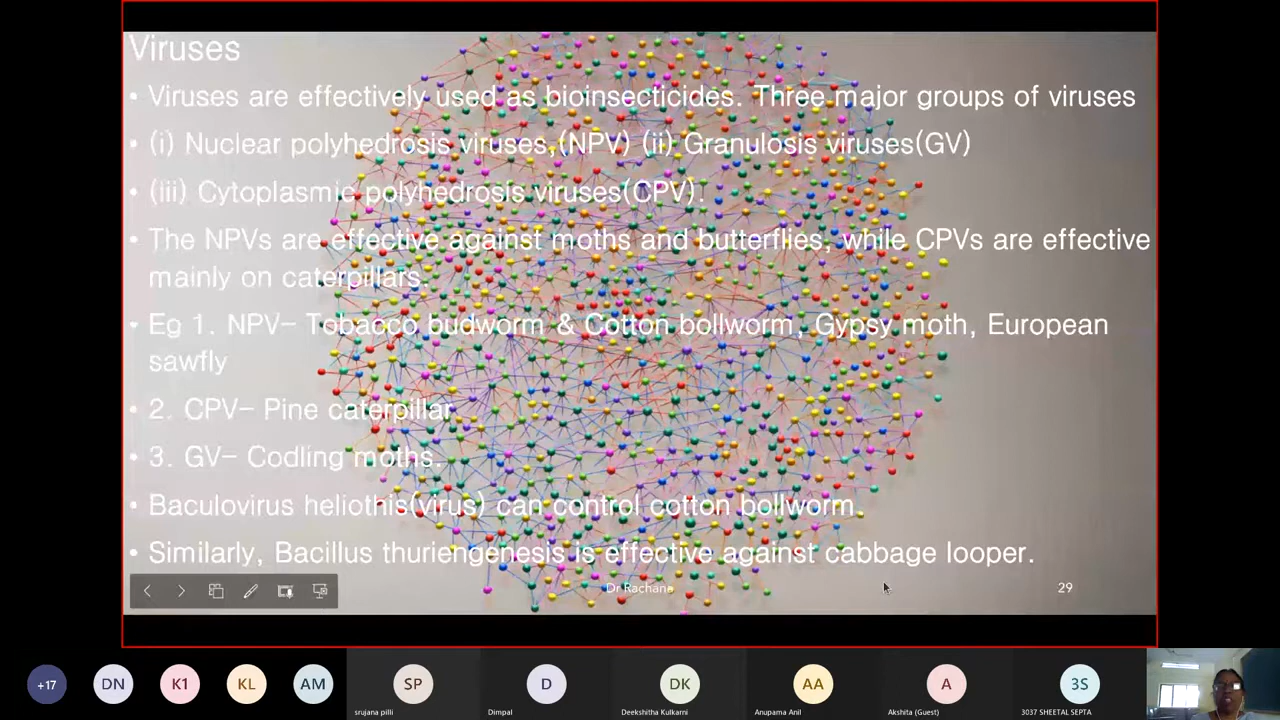 Viruses
• Viruses are effectively used as bioinsecticides. Three major groups of viruses
• (i) Nuclear polyhedrosis viruses,(NPV) (ii) Granulosis viruses(GV)
• (iii) Cytoplasmic polyhedrosis viruses(CPV).
• The NPVs are effective against moths and butterflies, while CPVs are effective
mainly on caterpillars.
• Eg 1. NPV- Tobacco budworm & Cotton bollworm, Gypsy moth, European
sawfly
• 2. CPV- Pine caterpillar
• 3. GV- Codling moths.
• Baculovirus heliothis(virus) can control cotton bollworm.
• Similarly, Bacillus thuriengenesis is effective against cabbage looper.
Dr Rachana
29
+17 DN K1 KL AM SP D DK AA A 3S
srujana pilli Dimpal Deekshitha Kulkarni Anupama Anil Akshita (Guest) 3037 SHEETAL SEPTA